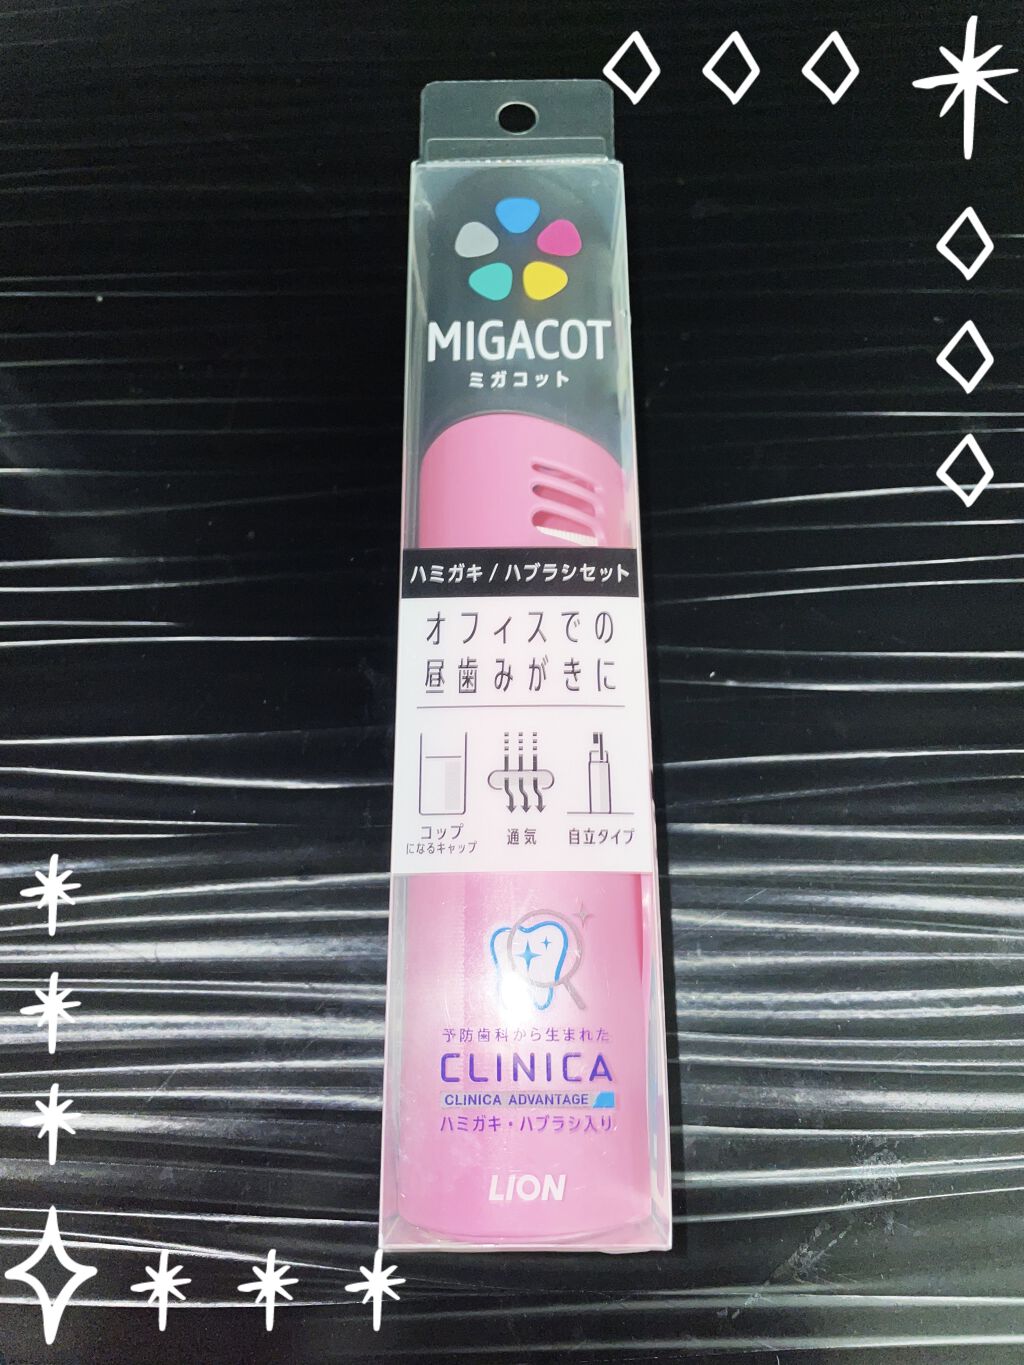 MIGACOT
ミガコット
ハミガキ/ハブラシセット
オフィスでの
昼歯みがきに
コップ
になるキャップ
通気
自立タイプ
予防歯科から生まれた
CLINICA
CLINICA ADVANTAGE
ハミガキ・ハブラシ入り
LION